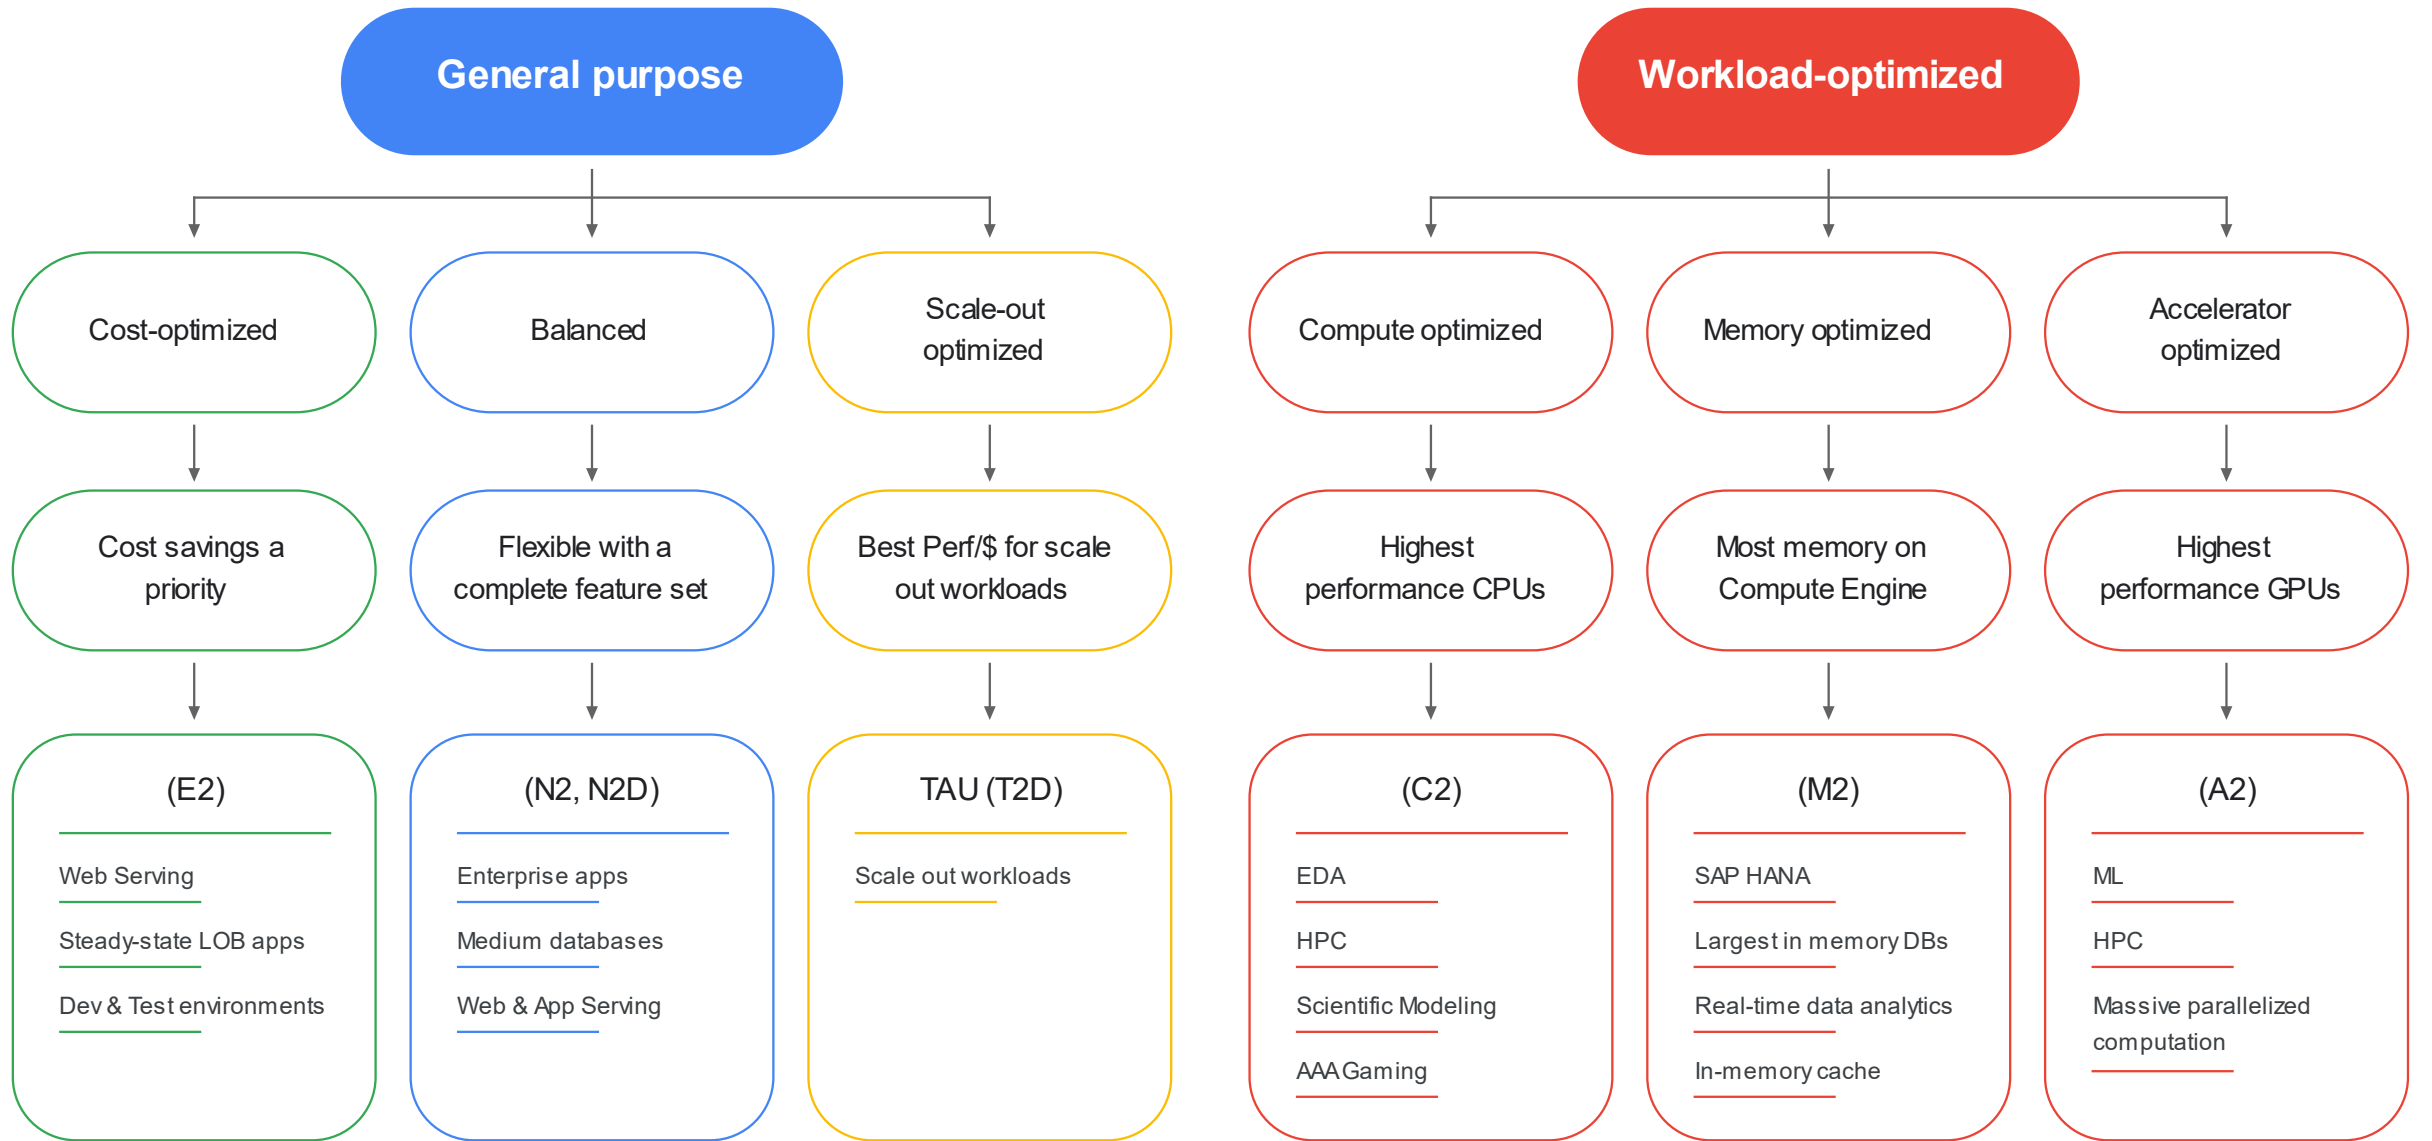 General purpose
Workload-optimized
Cost-optimized
Balanced
Scale-out
optimized
Compute optimized
Memory optimized
Accelerator
optimized
Cost savings a
priority
Flexible with a
complete feature set
Best Perf/$ for scale
out workloads
Highest
performance CPUs
Most memory on
Compute Engine
Highest
performance GPUs
(E2)
Web Serving
Steady-state LOB apps
Dev & Test environments
(N2, N2D)
Enterprise apps
Medium databases
Web & App Serving
TAU (T2D)
Scale out workloads
(C2)
EDA
HPC
Scientific Modeling
AAA Gaming
(M2)
SAP HANA
Largest in memory DBs
Real-time data analytics
In-memory cache
(A2)
ML
HPC
Massive parallelized
computation